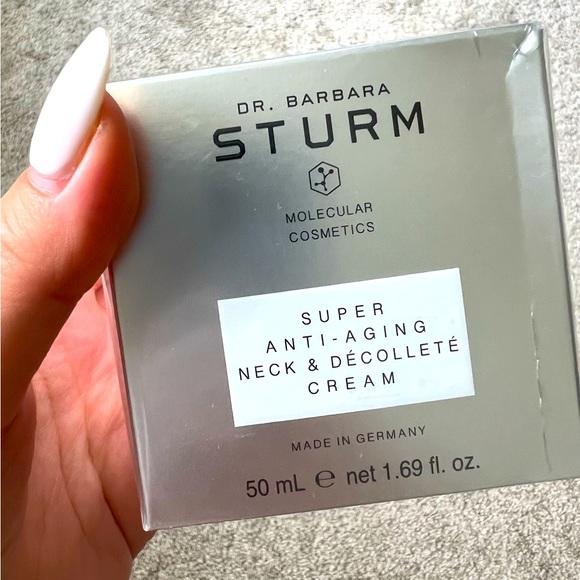 DR. BARBARA
STURM
MOLECULAR
COSMETICS
SUPER
ANTI-AGING
NECK & DÉCOLLETÉ
CREAM
MADE IN GERMANY
50 mL ℮ net 1.69 fl. oz.